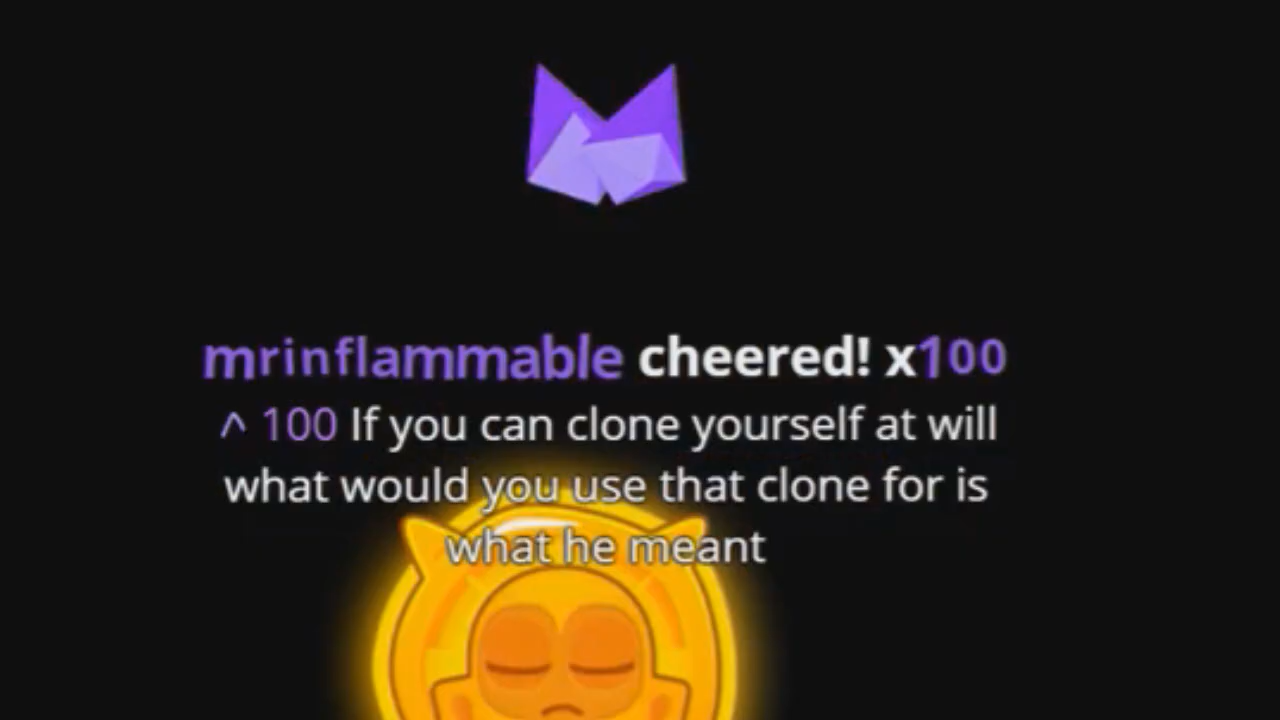 mrinflammable cheered! x100
^ 100 If you can clone yourself at will
what would you use that clone for is
what he meant